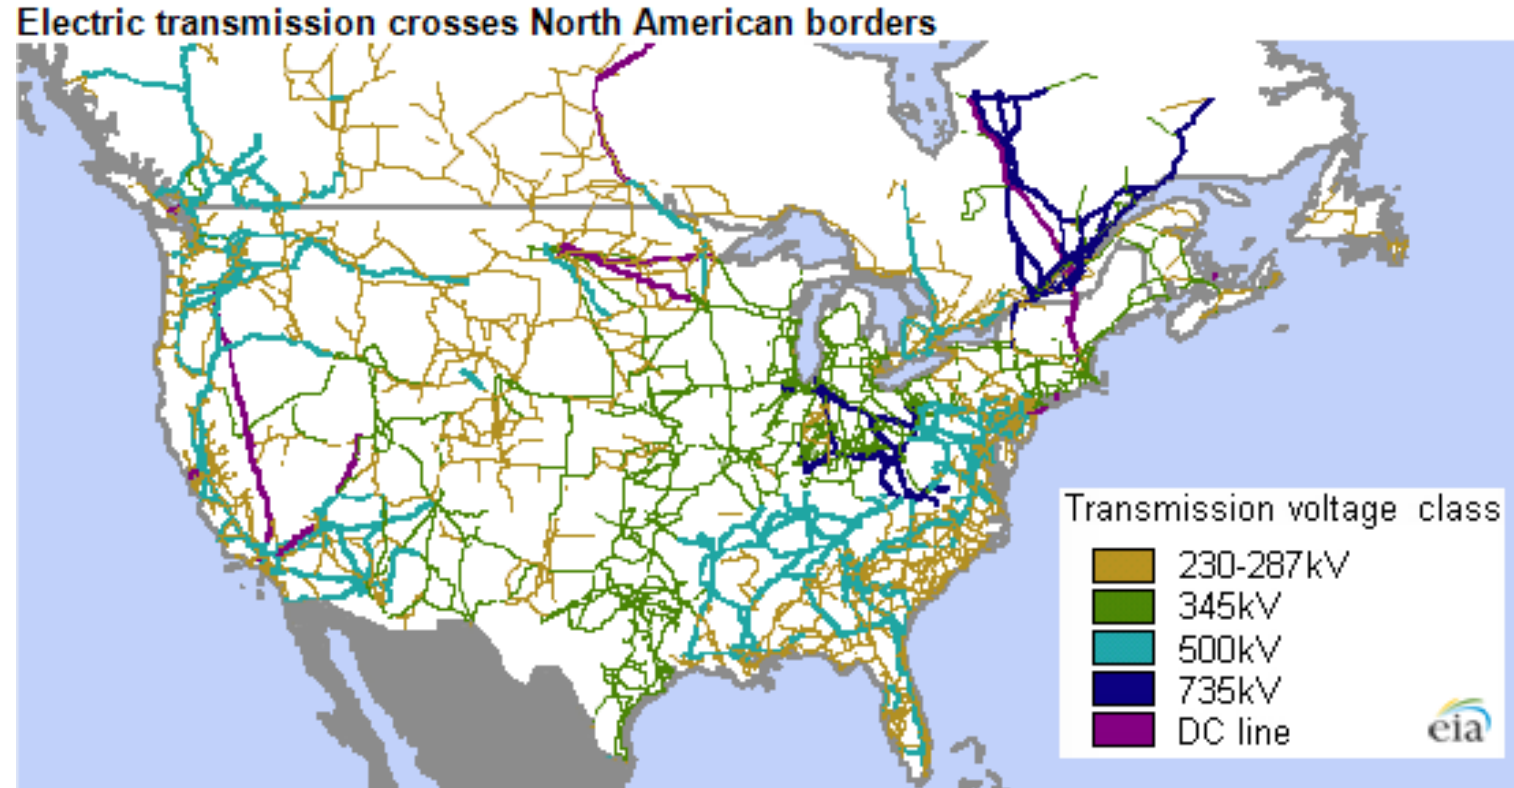 Electric transmission crosses North American borders
Transmission voltage class
230-287kV
345kV
500kV
735kV
DC line
eia